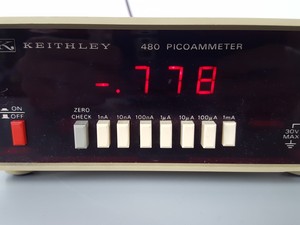 KEITHLEY 480 PICOAMMETER
-.778
ON
OFF
ZERO
CHECK
1nA 10nA 100nA 1µA 10µA 100µA 1mA
30V
MAX